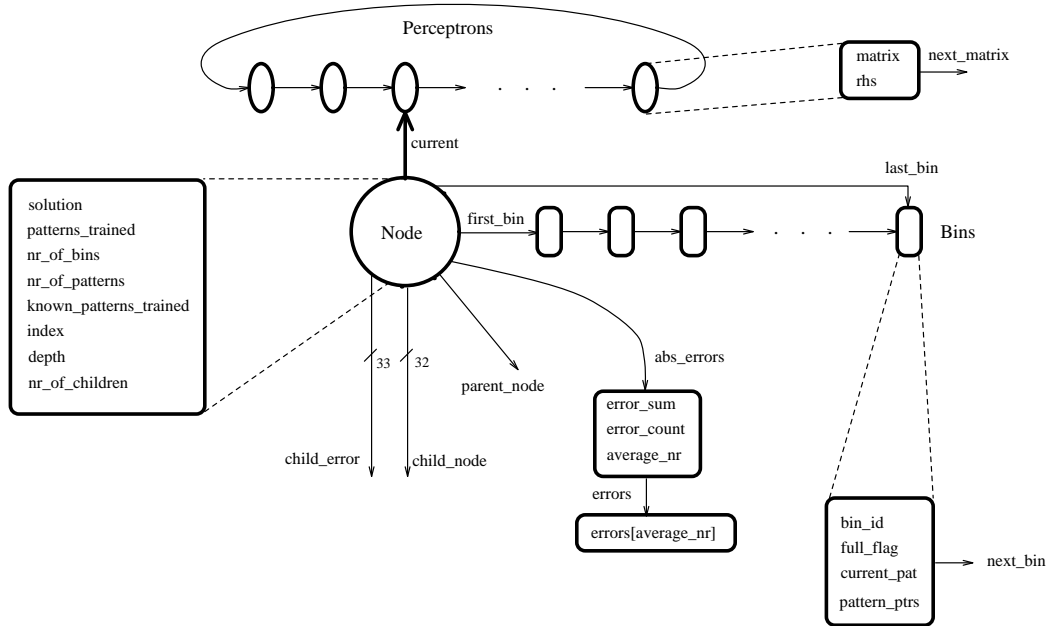 Perceptrons
matrix
rhs
next_matrix
current
last_bin
solution
patterns_trained
nr_of_bins
nr_of_patterns
known_patterns_trained
index
depth
nr_of_children
Node
first_bin
. . .
. . .
Bins
33
32
parent_node
abs_errors
child_error
child_node
error_sum
error_count
average_nr
errors
errors[average_nr]
bin_id
full_flag
current_pat
pattern_ptrs
next_bin